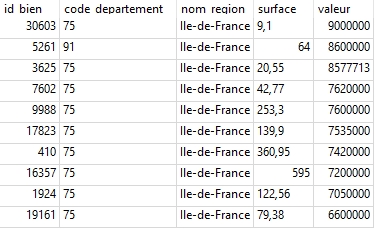 id bien code departement nom region surface valeur
30603 75 Ile-de-France 9,1 9000000
5261 91 Ile-de-France 64 8600000
3625 75 Ile-de-France 20,55 8577713
7602 75 Ile-de-France 42,77 7620000
9988 75 Ile-de-France 253,3 7600000
17823 75 Ile-de-France 139,9 7535000
410 75 Ile-de-France 360,95 7420000
16357 75 Ile-de-France 595 7200000
1924 75 Ile-de-France 122,56 7050000
19161 75 Ile-de-France 79,38 6600000